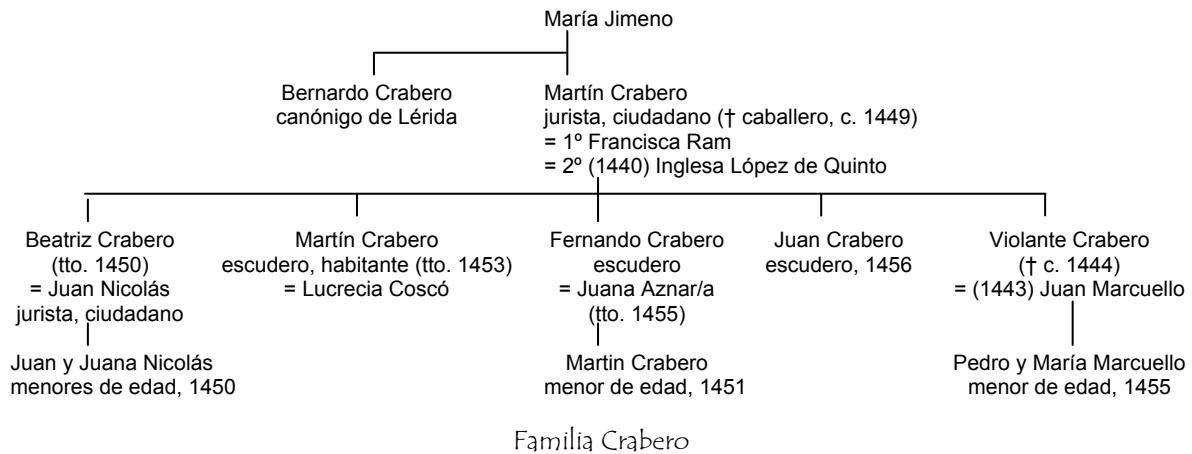 María Jimeno
Bernardo Crabero
canónigo de Lérida
Martín Crabero
jurista, ciudadano († caballero, c. 1449)
= 1º Francisca Ram
= 2º (1440) Inglesa López de Quinto
Beatriz Crabero
(tto. 1450)
= Juan Nicolás
jurista, ciudadano
Martín Crabero
escudero, habitante (tto. 1453)
= Lucrecia Coscó
Fernando Crabero
escudero
= Juana Aznar/a
(tto. 1455)
Juan Crabero
escudero, 1456
Violante Crabero
(† c. 1444)
= (1443) Juan Marcuello
Juan y Juana Nicolás
menores de edad, 1450
Martin Crabero
menor de edad, 1451
Pedro y María Marcuello
menor de edad, 1455
Familia Crabero